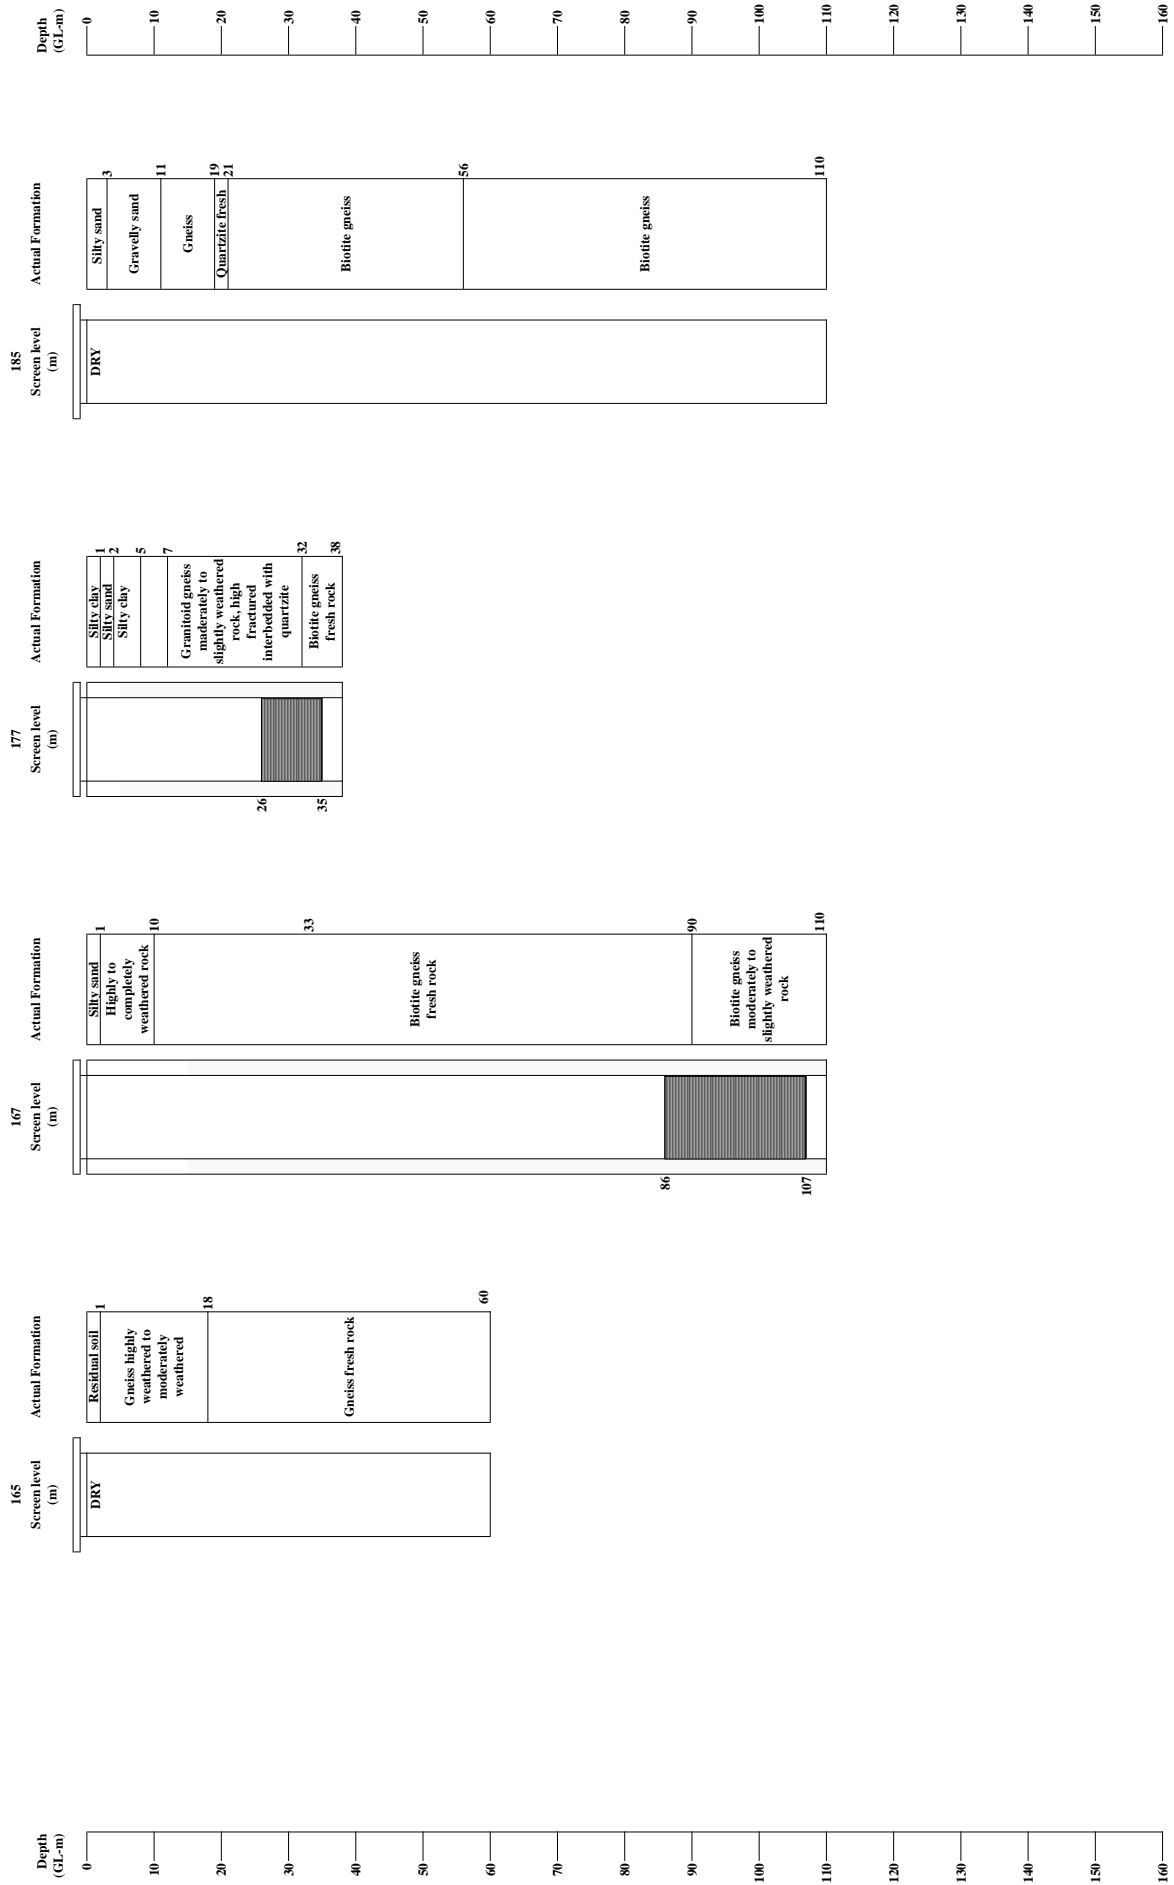 Depth
(GL-m)
0
10
20
30
40
50
60
70
80
90
100
110
120
130
140
150
160
165
Screen level
(m)
DRY
Actual Formation
Residual soil
1
Gneiss highly
weathered to
moderately
weathered
18
Gneiss fresh rock
60
167
Screen level
(m)
86
107
Actual Formation
Silty sand
1
Highly to
completely
weathered rock
10
33
Biotite gneiss
fresh rock
90
Biotite gneiss
moderately to
slightly weathered
rock
110
177
Screen level
(m)
26
35
Actual Formation
Silty clay
1
Silty sand
2
Silty clay
5
7
Granitoid gneiss
maderately to
slightly weathered
rock, high
fractured
interbedded with
quartzite
32
Biotite gneiss
fresh rock
38
185
Screen level
(m)
DRY
Actual Formation
Silty sand
3
Gravelly sand
11
Gneiss
19
Quartzite fresh
21
Biotite gneiss
56
Biotite gneiss
110
Depth
(GL-m)
0
10
20
30
40
50
60
70
80
90
100
110
120
130
140
150
160